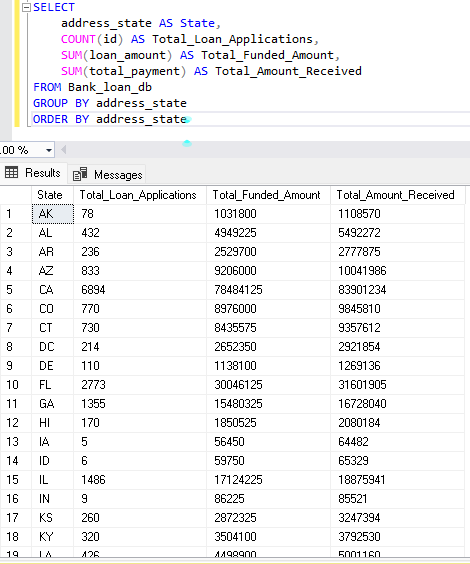 SELECT
address_state AS State,
COUNT(id) AS Total_Loan_Applications,
SUM(loan_amount) AS Total_Funded_Amount,
SUM(total_payment) AS Total_Amount_Received
FROM Bank_loan_db
GROUP BY address_state
ORDER BY address_state
.00 %
Results Messages
State Total_Loan_Applications Total_Funded_Amount Total_Amount_Received
1 AK 78 1031800 1108570
2 AL 432 4949225 5492272
3 AR 236 2529700 2777875
4 AZ 833 9206000 10041986
5 CA 6894 78484125 83901234
6 CO 770 8976000 9845810
7 CT 730 8435575 9357612
8 DC 214 2652350 2921854
9 DE 110 1138100 1269136
10 FL 2773 30046125 31601905
11 GA 1355 15480325 16728040
12 HI 170 1850525 2080184
13 IA 5 56450 64482
14 ID 6 59750 65329
15 IL 1486 17124225 18875941
16 IN 9 86225 85521
17 KS 260 2872325 3247394
18 KY 320 3504100 3792530
19 LA 426 4498900 5001160